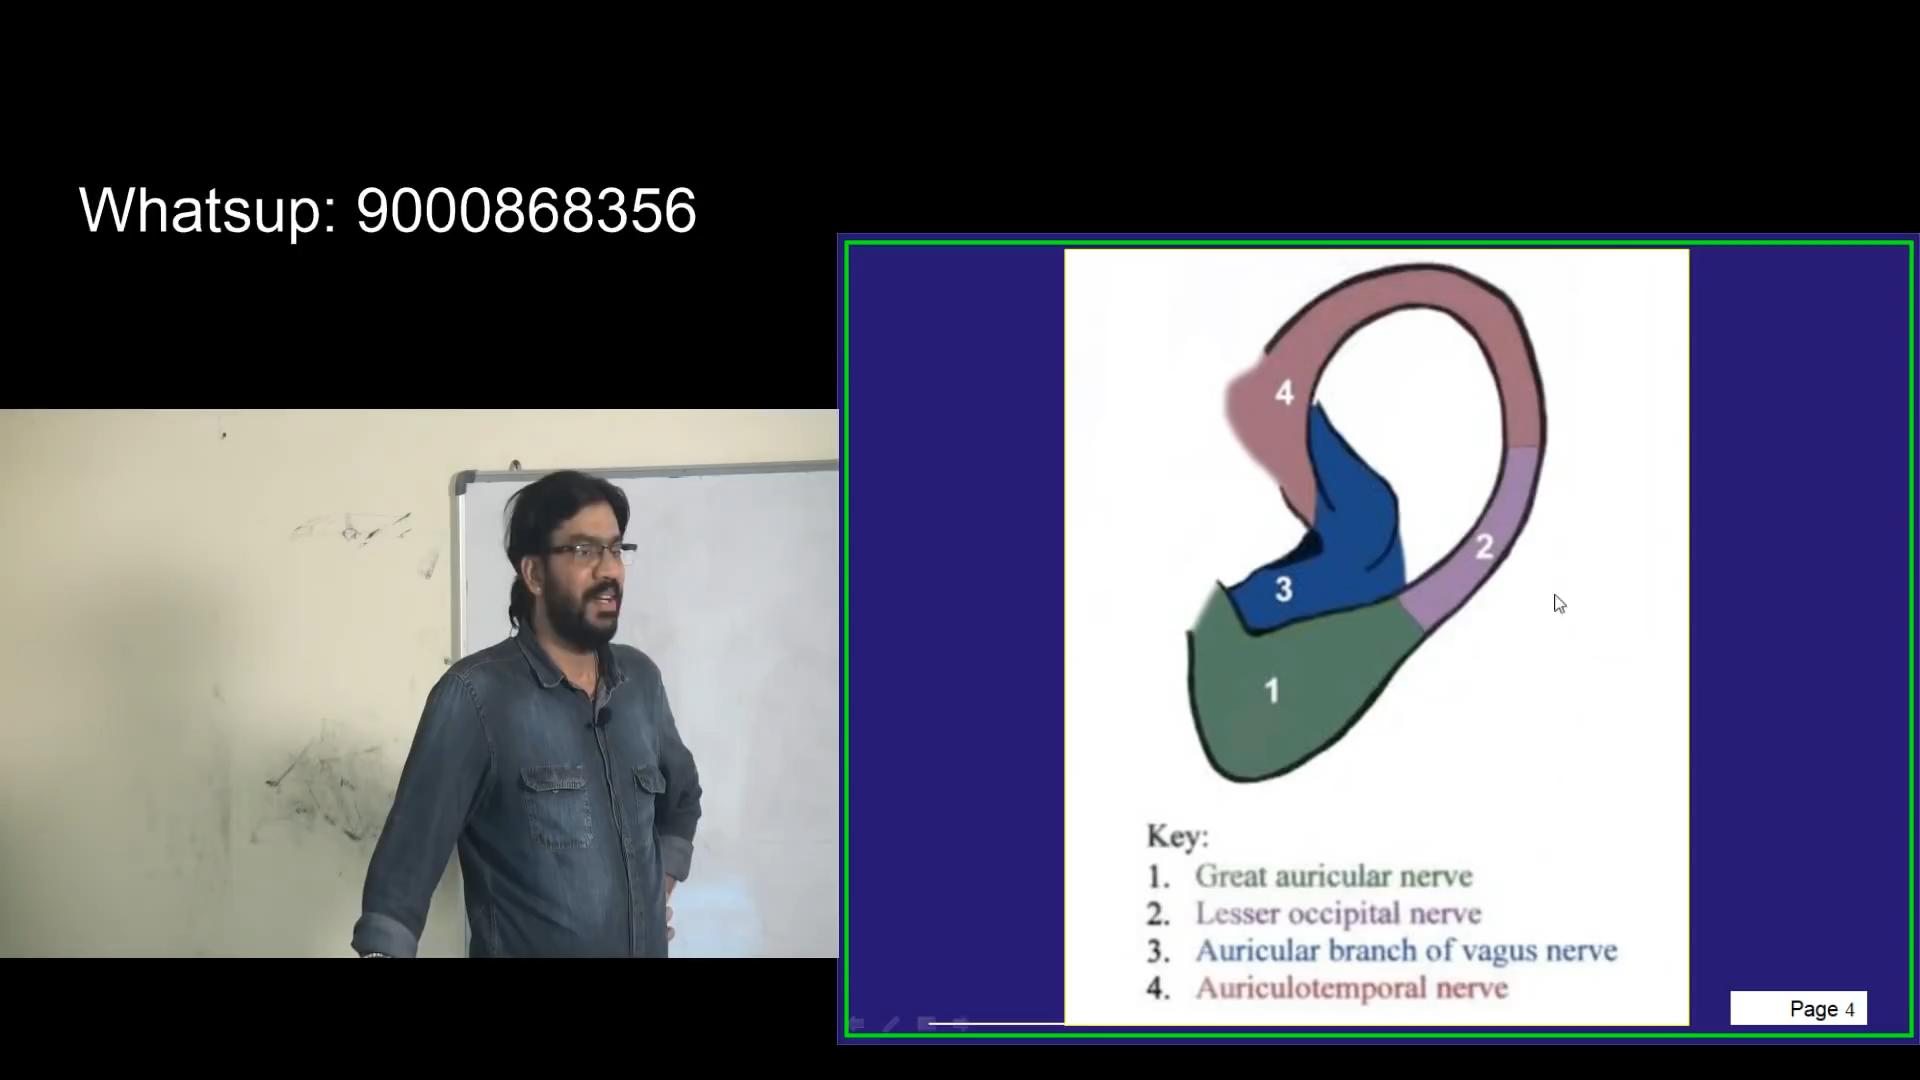 Whatsup: 9000868356
4
2
3
1
Key:
1. Great auricular nerve
2. Lesser occipital nerve
3. Auricular branch of vagus nerve
4. Auriculotemporal nerve
Page 4